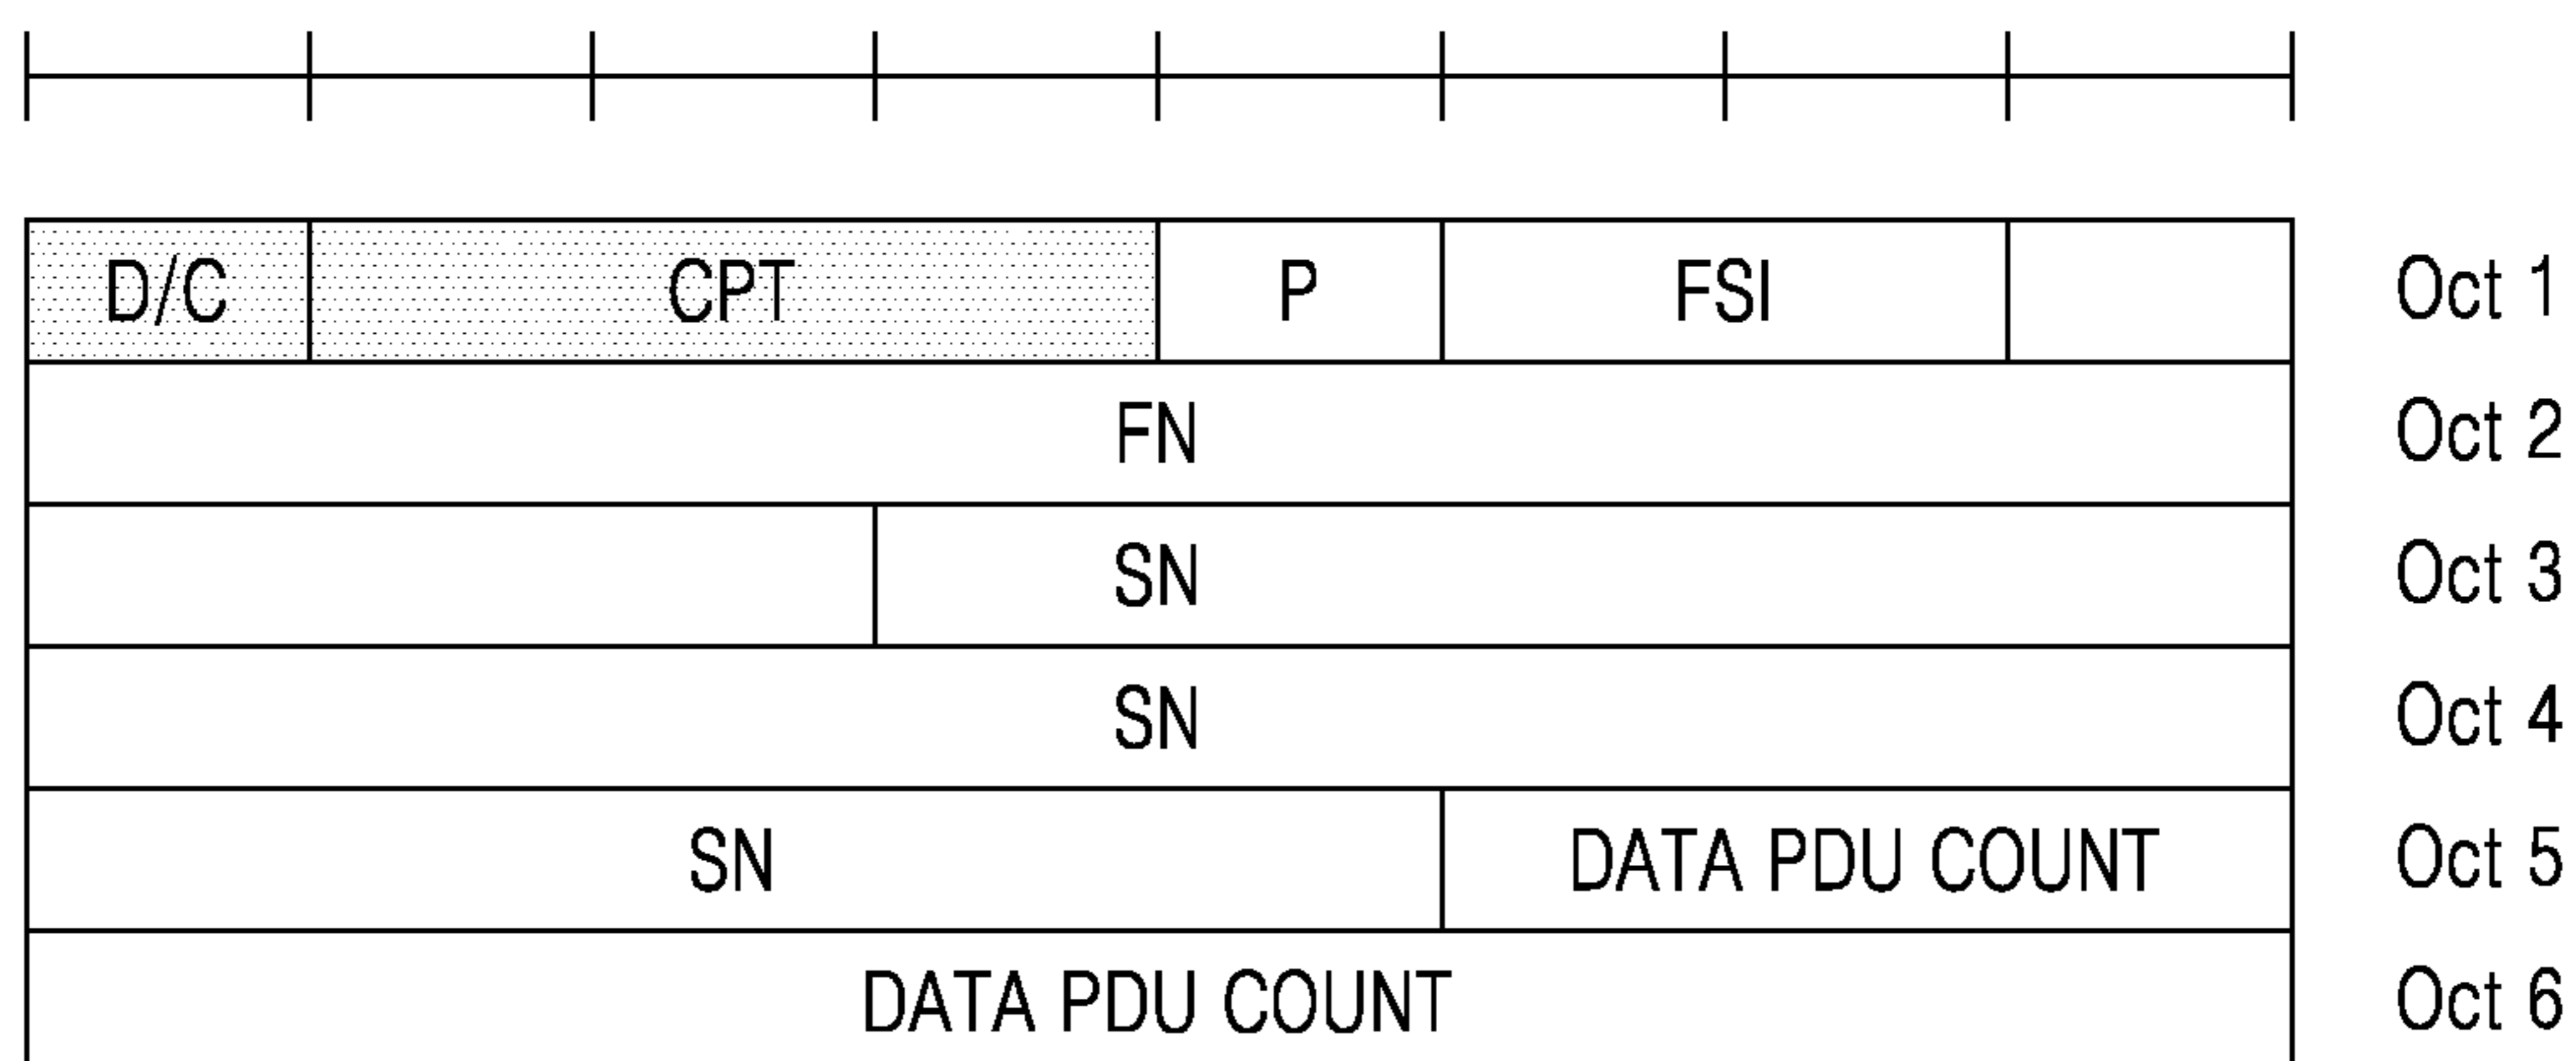 D/C CPT P FSI Oct 1
FN Oct 2
SN Oct 3
SN Oct 4
SN DATA PDU COUNT Oct 5
DATA PDU COUNT Oct 6